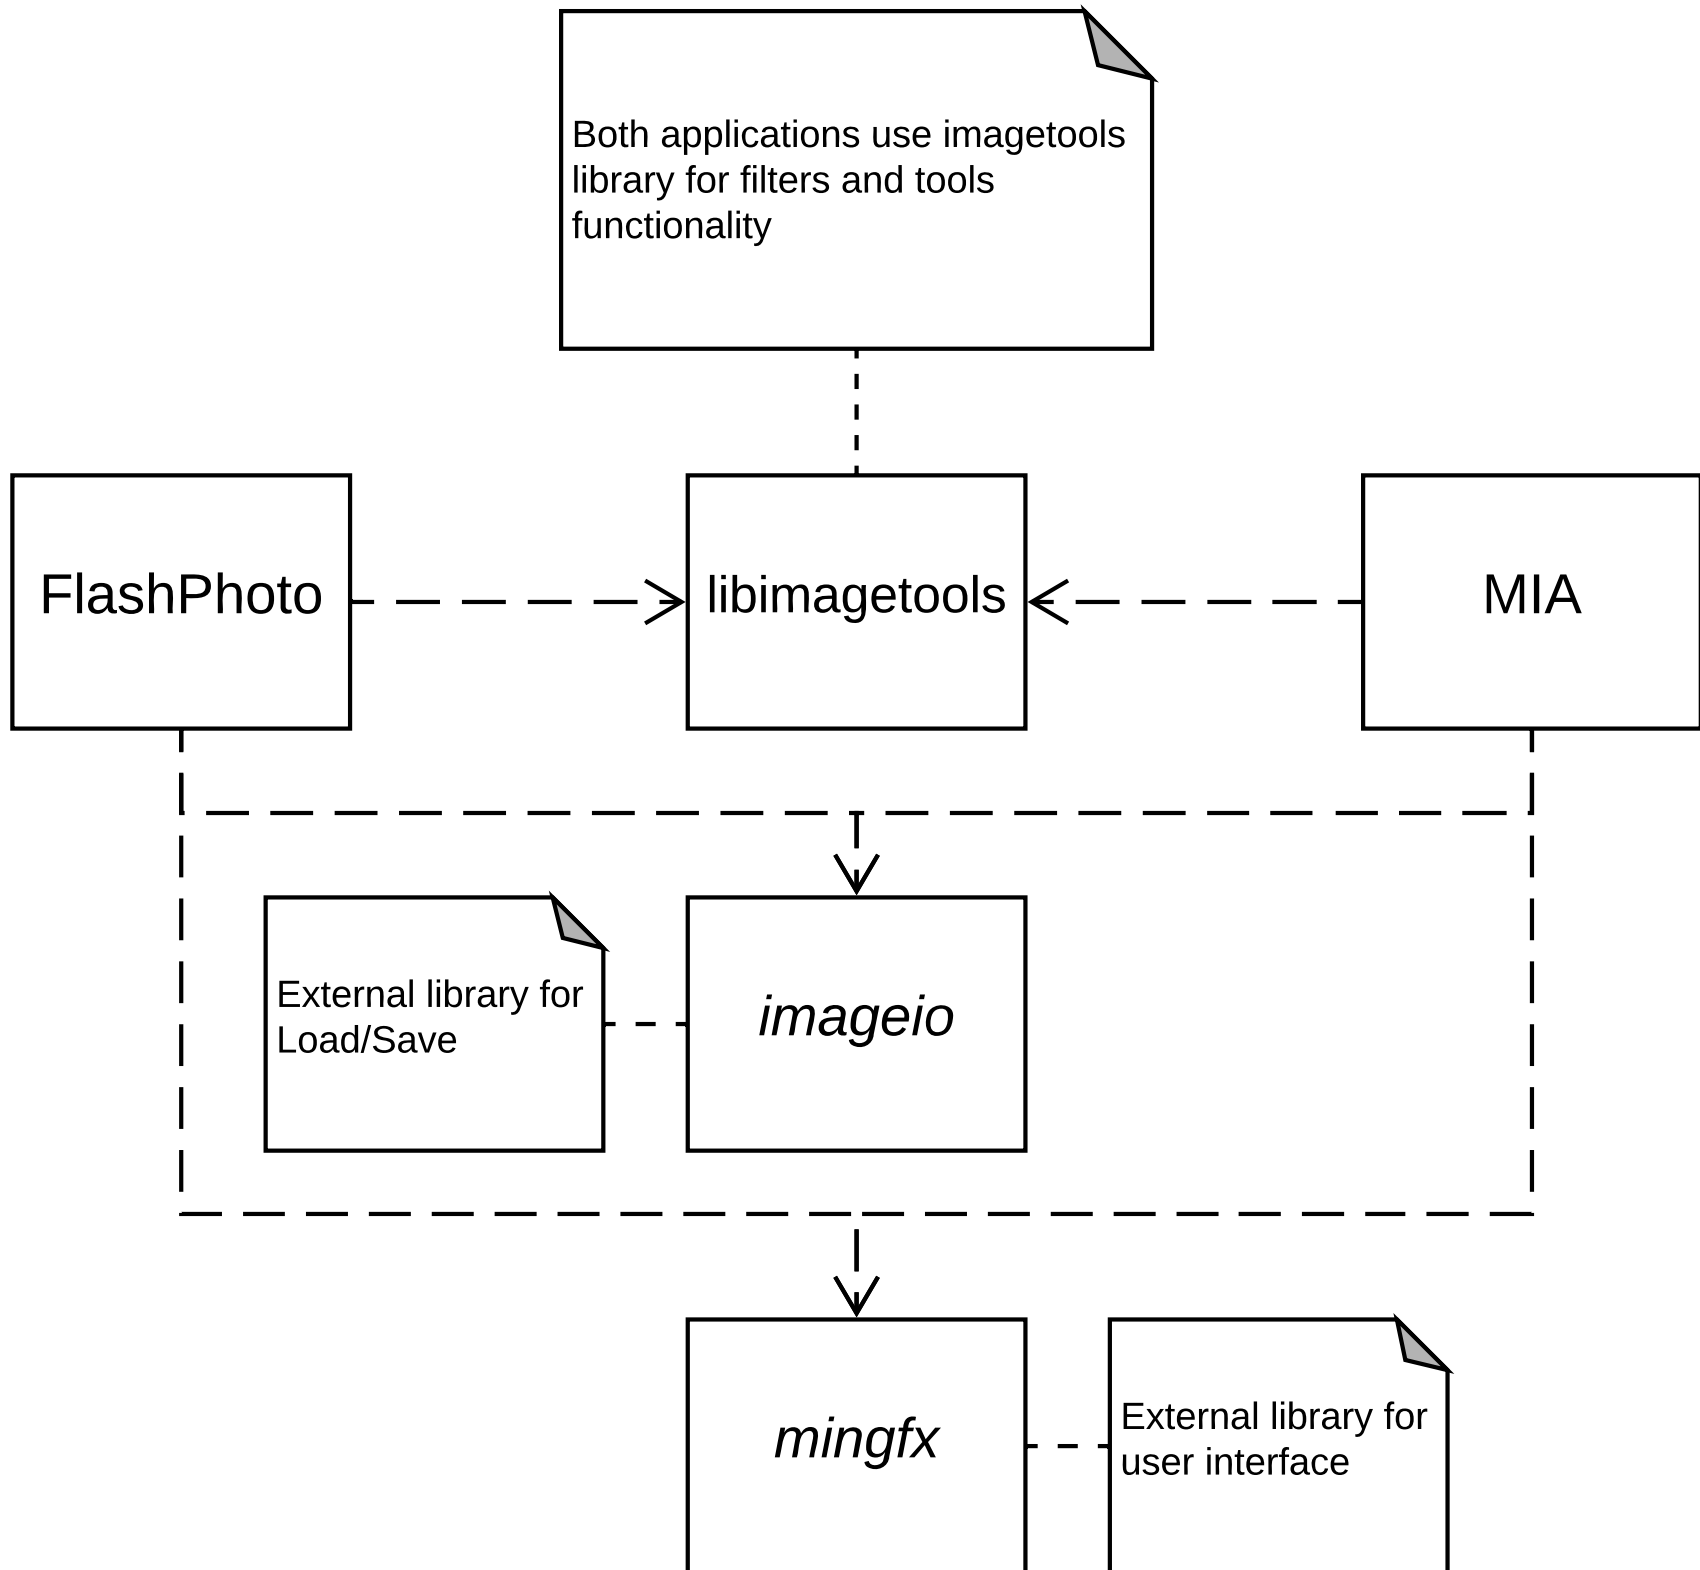 Both applications use imagetools
library for filters and tools
functionality
FlashPhoto
libimagetools
MIA
External library for
Load/Save
imageio
mingfx
External library for
user interface